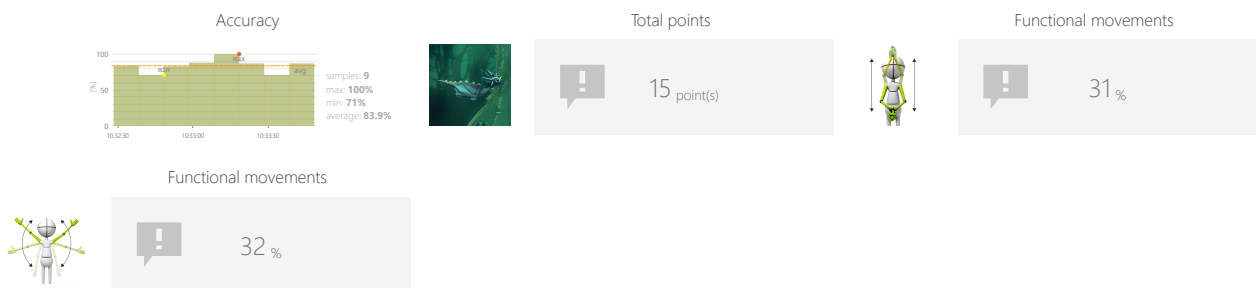 Accuracy
100
50
0
[%]
min
max
avg
10:32:30
10:33:00
10:33:30
samples: 9
max: 100%
min: 71%
average: 83.9%
Total points
15 point(s)
Functional movements
31 %
Functional movements
32 %